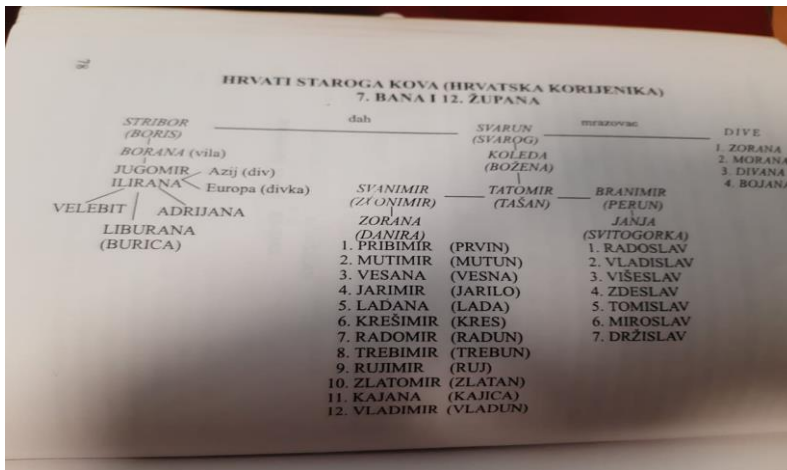 78
HRVATI STAROGA KOVA (HRVATSKA KORIJENIKA)
7. BANA I 12. ŽUPANA
STRIBOR dah SVARUN mrazovac DIVE
(BORIS) (SVAROG) 1. ZORANA
BORANA (vila) KOLEDA 2. MORANA
JUGOMIR Azij (div) (BOŽENA) 3. DIVANA
ILIRANA Europa (divka) SVANIMIR TATOMIR BRANIMIR 4. BOJANA
VELEBIT ADRIJANA (ZVONIMIR) (TAŠAN) (PERUN)
LIBURANA ZORANA JANJA
(BURICA) (DANIRA) (SVITOGORKA)
1. PRIBIMIR (PRVIN) 1. RADOSLAV
2. MUTIMIR (MUTUN) 2. VLADISLAV
3. VESANA (VESNA) 3. VIŠESLAV
4. JARIMIR (JARILO) 4. ZDESLAV
5. LADANA (LADA) 5. TOMISLAV
6. KREŠIMIR (KRES) 6. MIROSLAV
7. RADOMIR (RADUN) 7. DRŽISLAV
8. TREBIMIR (TREBUN)
9. RUJIMIR (RUJ)
10. ZLATOMIR (ZLATAN)
11. KAJANA (KAJICA)
12. VLADIMIR (VLADUN)